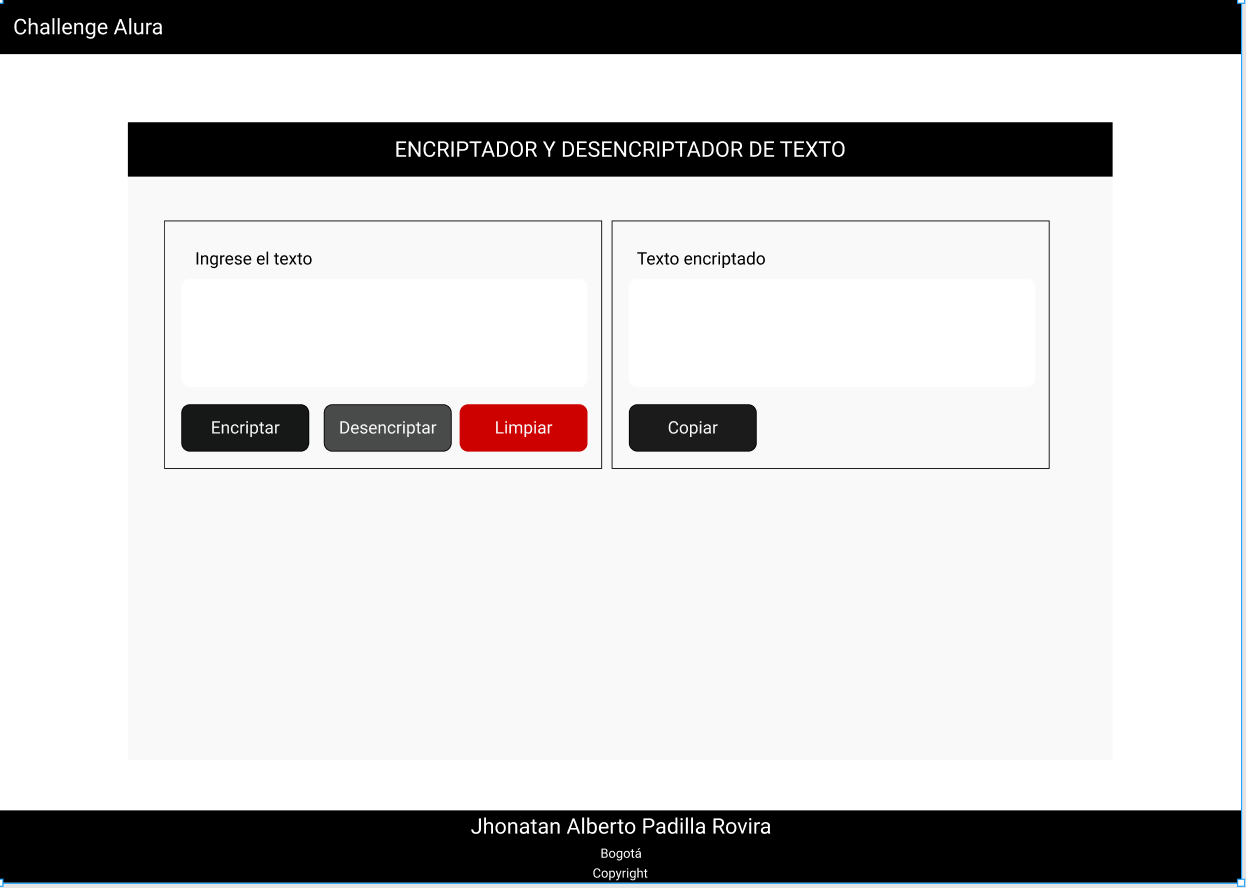 Challenge Alura
ENCRIPTADOR Y DESENCRIPTADOR DE TEXTO
Ingrese el texto
Encriptar
Desencriptar
Limpiar
Texto encriptado
Copiar
Jhonatan Alberto Padilla Rovira
Bogotá
Copyright